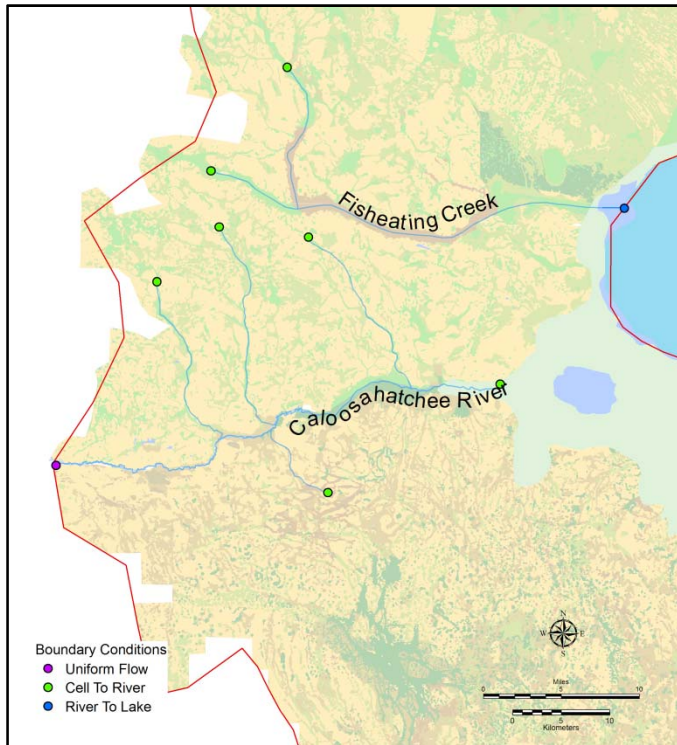 Fisheating Creek
Caloosahatchee River
Boundary Conditions
Uniform Flow
Cell To River
River To Lake
N
W E
S
Miles
0 5 10
0 5 10
Kilometers